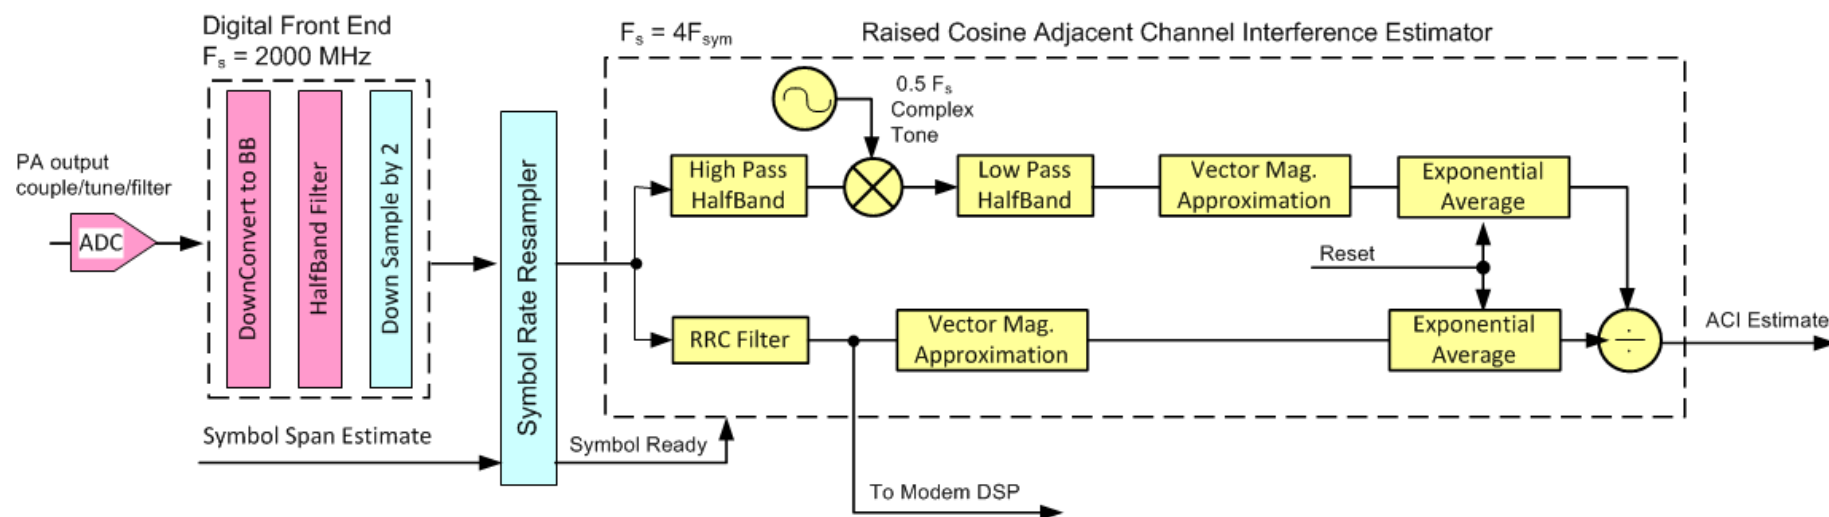 Digital Front End
Fₛ = 2000 MHz
Fₛ = 4Fₛᵧₘ
Raised Cosine Adjacent Channel Interference Estimator
0.5 Fₛ
Complex
Tone
PA output
couple/tune/filter
ADC
DownConvert to BB
HalfBand Filter
Down Sample by 2
Symbol Rate Resampler
High Pass
HalfBand
Low Pass
HalfBand
Vector Mag.
Approximation
Exponential
Average
Reset
RRC Filter
Vector Mag.
Approximation
Exponential
Average
÷
ACI Estimate
Symbol Span Estimate
Symbol Ready
To Modem DSP